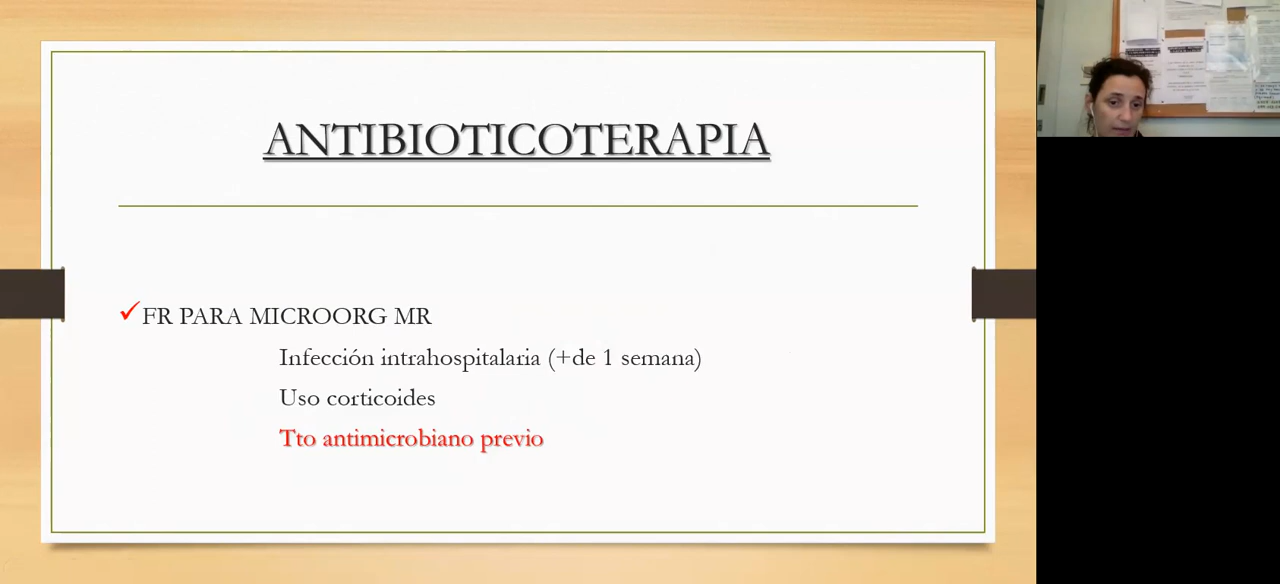 ANTIBIOTICOTERAPIA
FR PARA MICROORG MR
Infección intrahospitalaria (+de 1 semana)
Uso corticoides
Tto antimicrobiano previo